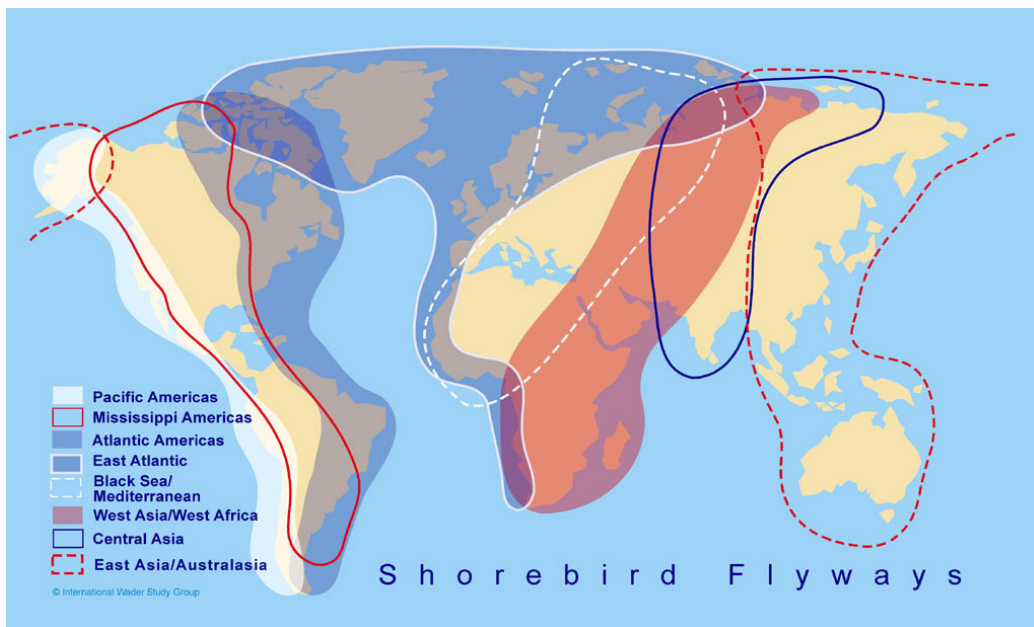 Pacific Americas
Mississippi Americas
Atlantic Americas
East Atlantic
Black Sea/
Mediterranean
West Asia/West Africa
Central Asia
East Asia/Australasia
© International Wader Study Group
Shorebird Flyways